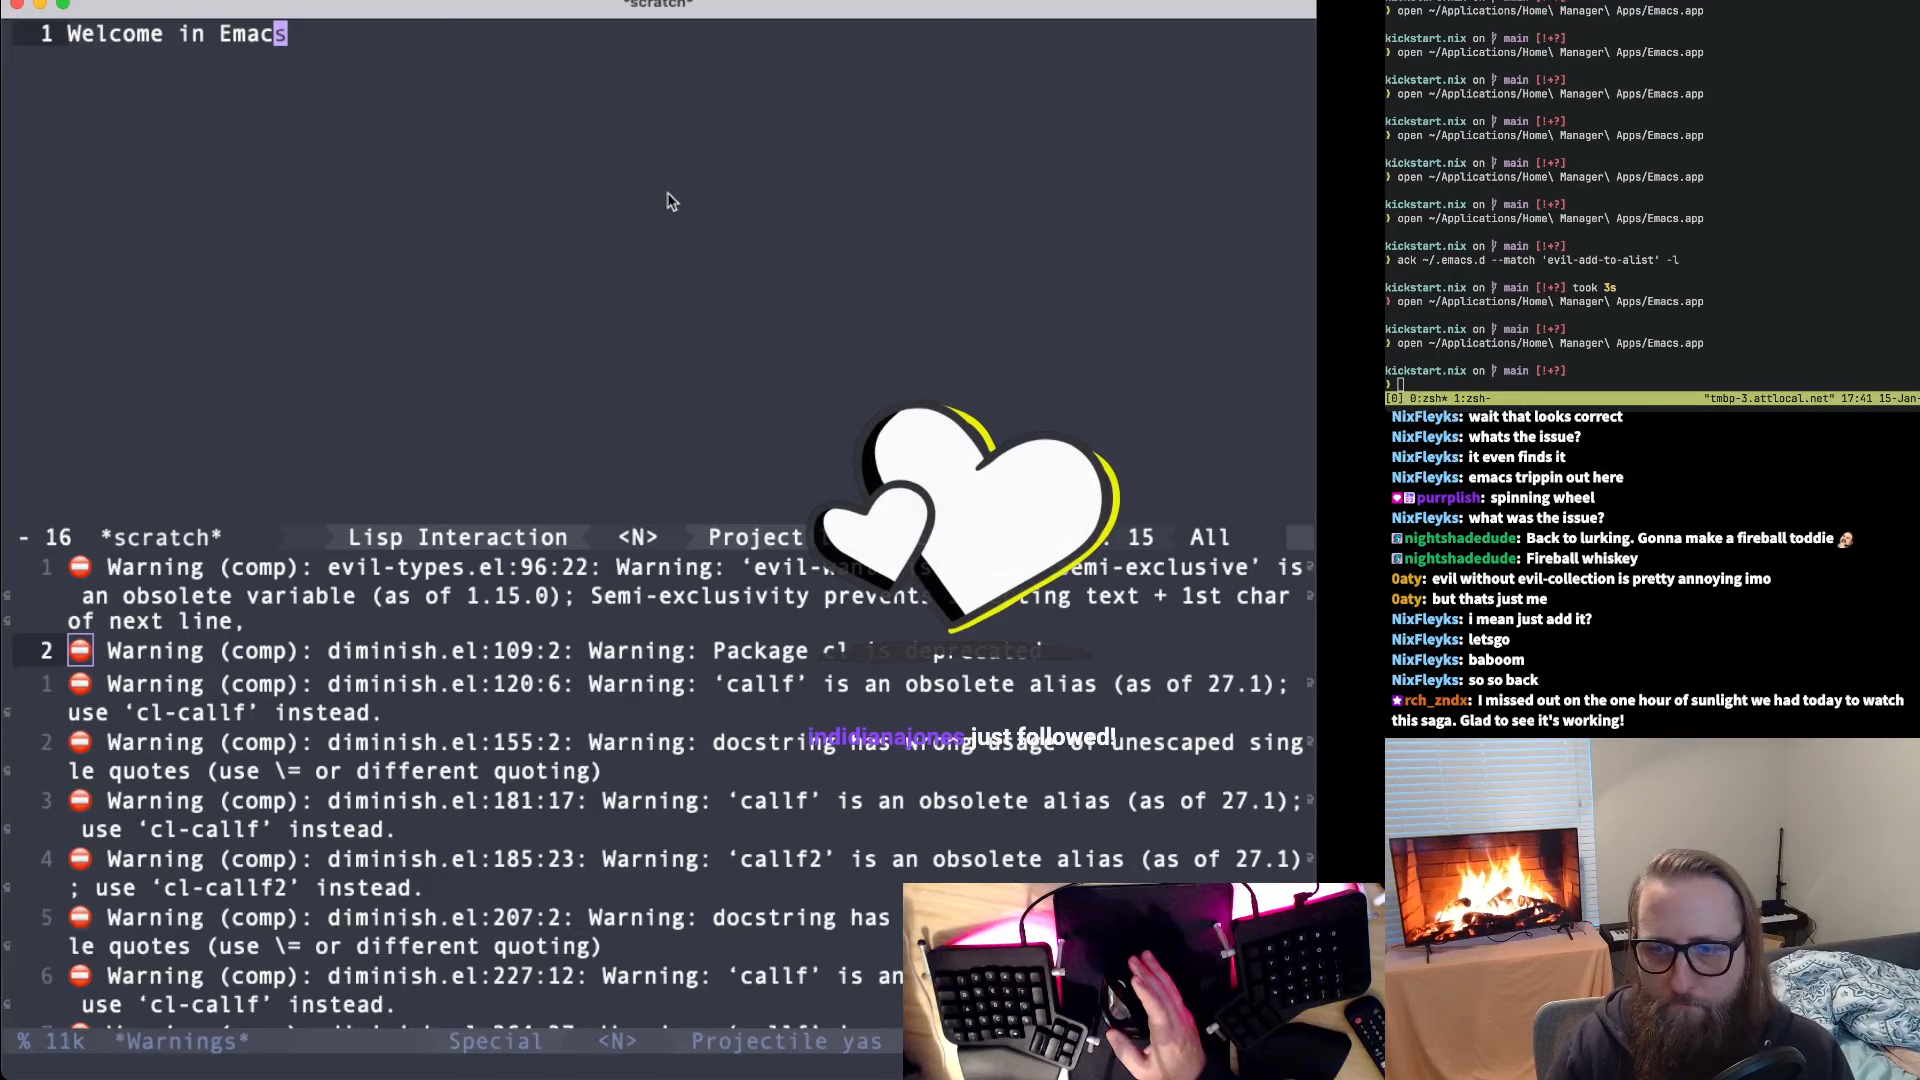 *scratch*
1 Welcome in Emacs
- 16 *scratch* Lisp Interaction <N> Project 15 All
1 Warning (comp): evil-types.el:96:22: Warning: ‘evil- emi-exclusive’ is
an obsolete variable (as of 1.15.0); Semi-exclusivity prevents text + 1st char
of next line,
2 Warning (comp): diminish.el:109:2: Warning: Package cl is deprecated
1 Warning (comp): diminish.el:120:6: Warning: ‘callf’ is an obsolete alias (as of 27.1);
use ‘cl-callf’ instead.
2 Warning (comp): diminish.el:155:2: Warning: docstring has wrong usage of unescaped sing
le quotes (use \= or different quoting)
3 Warning (comp): diminish.el:181:17: Warning: ‘callf’ is an obsolete alias (as of 27.1);
use ‘cl-callf’ instead.
4 Warning (comp): diminish.el:185:23: Warning: ‘callf2’ is an obsolete alias (as of 27.1)
; use ‘cl-callf2’ instead.
5 Warning (comp): diminish.el:207:2: Warning: docstring has
le quotes (use \= or different quoting)
6 Warning (comp): diminish.el:227:12: Warning: ‘callf’ is an
use ‘cl-callf’ instead.
% 11k *Warnings* Special <N> Projectile yas
indidianajones just followed!
❯ open ~/Applications/Home\ Manager\ Apps/Emacs.app
kickstart.nix on main [!+?]
❯ open ~/Applications/Home\ Manager\ Apps/Emacs.app
kickstart.nix on main [!+?]
❯ open ~/Applications/Home\ Manager\ Apps/Emacs.app
kickstart.nix on main [!+?]
❯ open ~/Applications/Home\ Manager\ Apps/Emacs.app
kickstart.nix on main [!+?]
❯ open ~/Applications/Home\ Manager\ Apps/Emacs.app
kickstart.nix on main [!+?]
❯ open ~/Applications/Home\ Manager\ Apps/Emacs.app
kickstart.nix on main [!+?]
❯ ack ~/.emacs.d --match 'evil-add-to-alist' -l
kickstart.nix on main [!+?] took 3s
❯ open ~/Applications/Home\ Manager\ Apps/Emacs.app
kickstart.nix on main [!+?]
❯ open ~/Applications/Home\ Manager\ Apps/Emacs.app
kickstart.nix on main [!+?]
❯
[0] 0:zsh* 1:zsh- "tmbp-3.attlocal.net" 17:41 15-Jan-
NixFleyks: wait that looks correct
NixFleyks: whats the issue?
NixFleyks: it even finds it
NixFleyks: emacs trippin out here
purrplish: spinning wheel
NixFleyks: what was the issue?
nightshadedude: Back to lurking. Gonna make a fireball toddie
nightshadedude: Fireball whiskey
0aty: evil without evil-collection is pretty annoying imo
0aty: but thats just me
NixFleyks: i mean just add it?
NixFleyks: letsgo
NixFleyks: baboom
NixFleyks: so so back
rch_zndx: I missed out on the one hour of sunlight we had today to watch
this saga. Glad to see it's working!